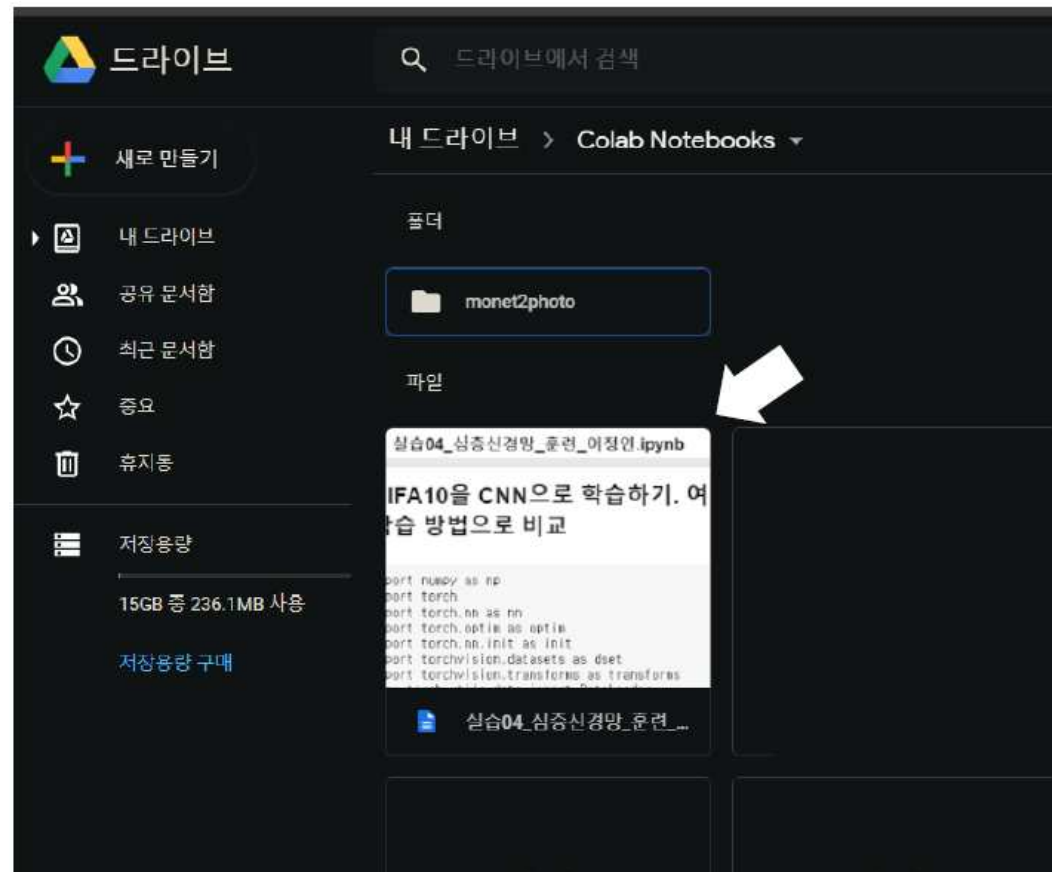 드라이브
드라이브에서 검색
내 드라이브 > Colab Notebooks
새로 만들기
내 드라이브
공유 문서함
최근 문서함
중요
휴지통
저장용량
15GB 중 236.1MB 사용
저장용량 구매
폴더
monet2photo
파일
실습04_심층신경망_훈련_이정인.ipynb
IFA10을 CNN으로 학습하기. 여
습 방법으로 비교
port numpy as np
port torch
port torch.nn as nn
port torch.optim as optim
port torch.nn.init as init
port torchvision.datasets as dset
port torchvision.transforms as transforms
실습04_심층신경망_훈련_...